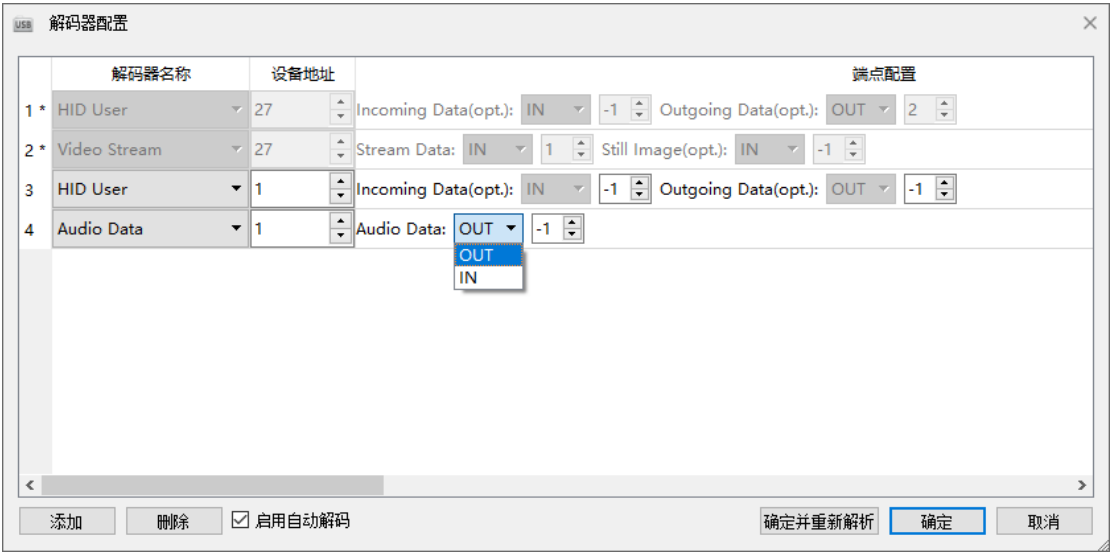 USB 解码器配置
解码器名称 设备地址 端点配置
1 * HID User 27 Incoming Data(opt.): IN -1 Outgoing Data(opt.): OUT 2
2 * Video Stream 27 Stream Data: IN 1 Still Image(opt.): IN -1
3 HID User 1 Incoming Data(opt.): IN -1 Outgoing Data(opt.): OUT -1
4 Audio Data 1 Audio Data: OUT -1
OUT
IN
添加 删除 启用自动解码 确定并重新解析 确定 取消